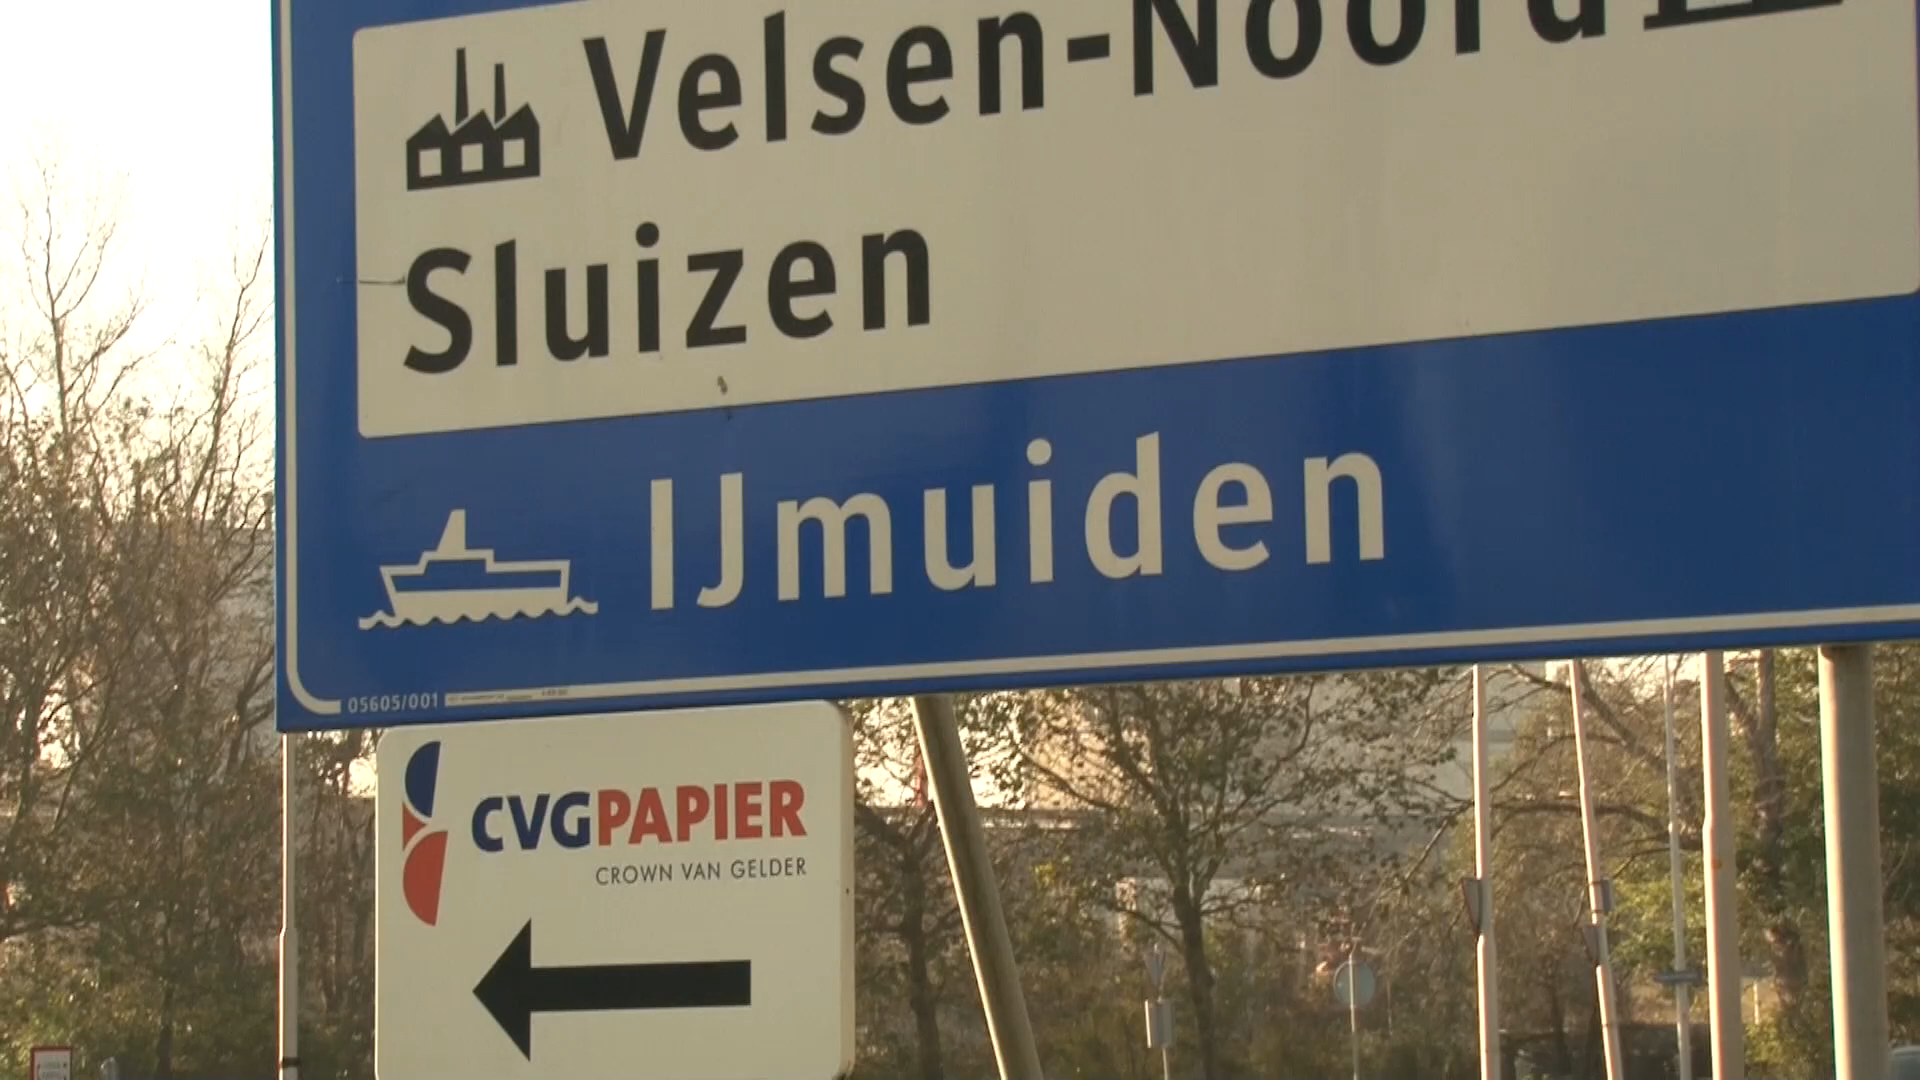 Velsen-Noord
Sluizen
IJmuiden
05605/001
CVGPAPIER
CROWN VAN GELDER